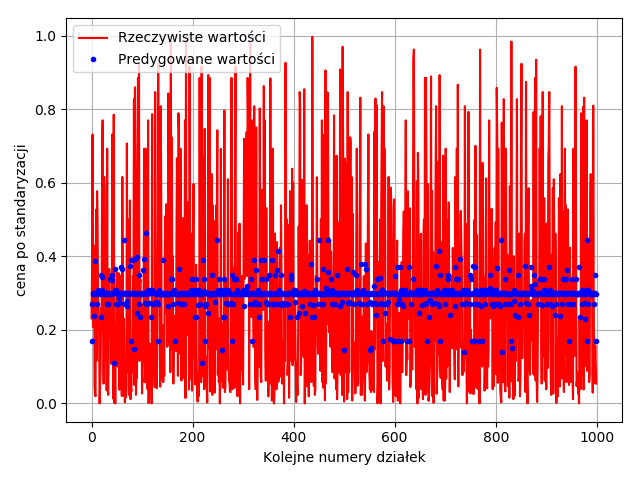 Rzeczywiste wartości
Predygowane wartości
cena po standaryzacji
1.0
0.8
0.6
0.4
0.2
0.0
0 200 400 600 800 1000
Kolejne numery działek